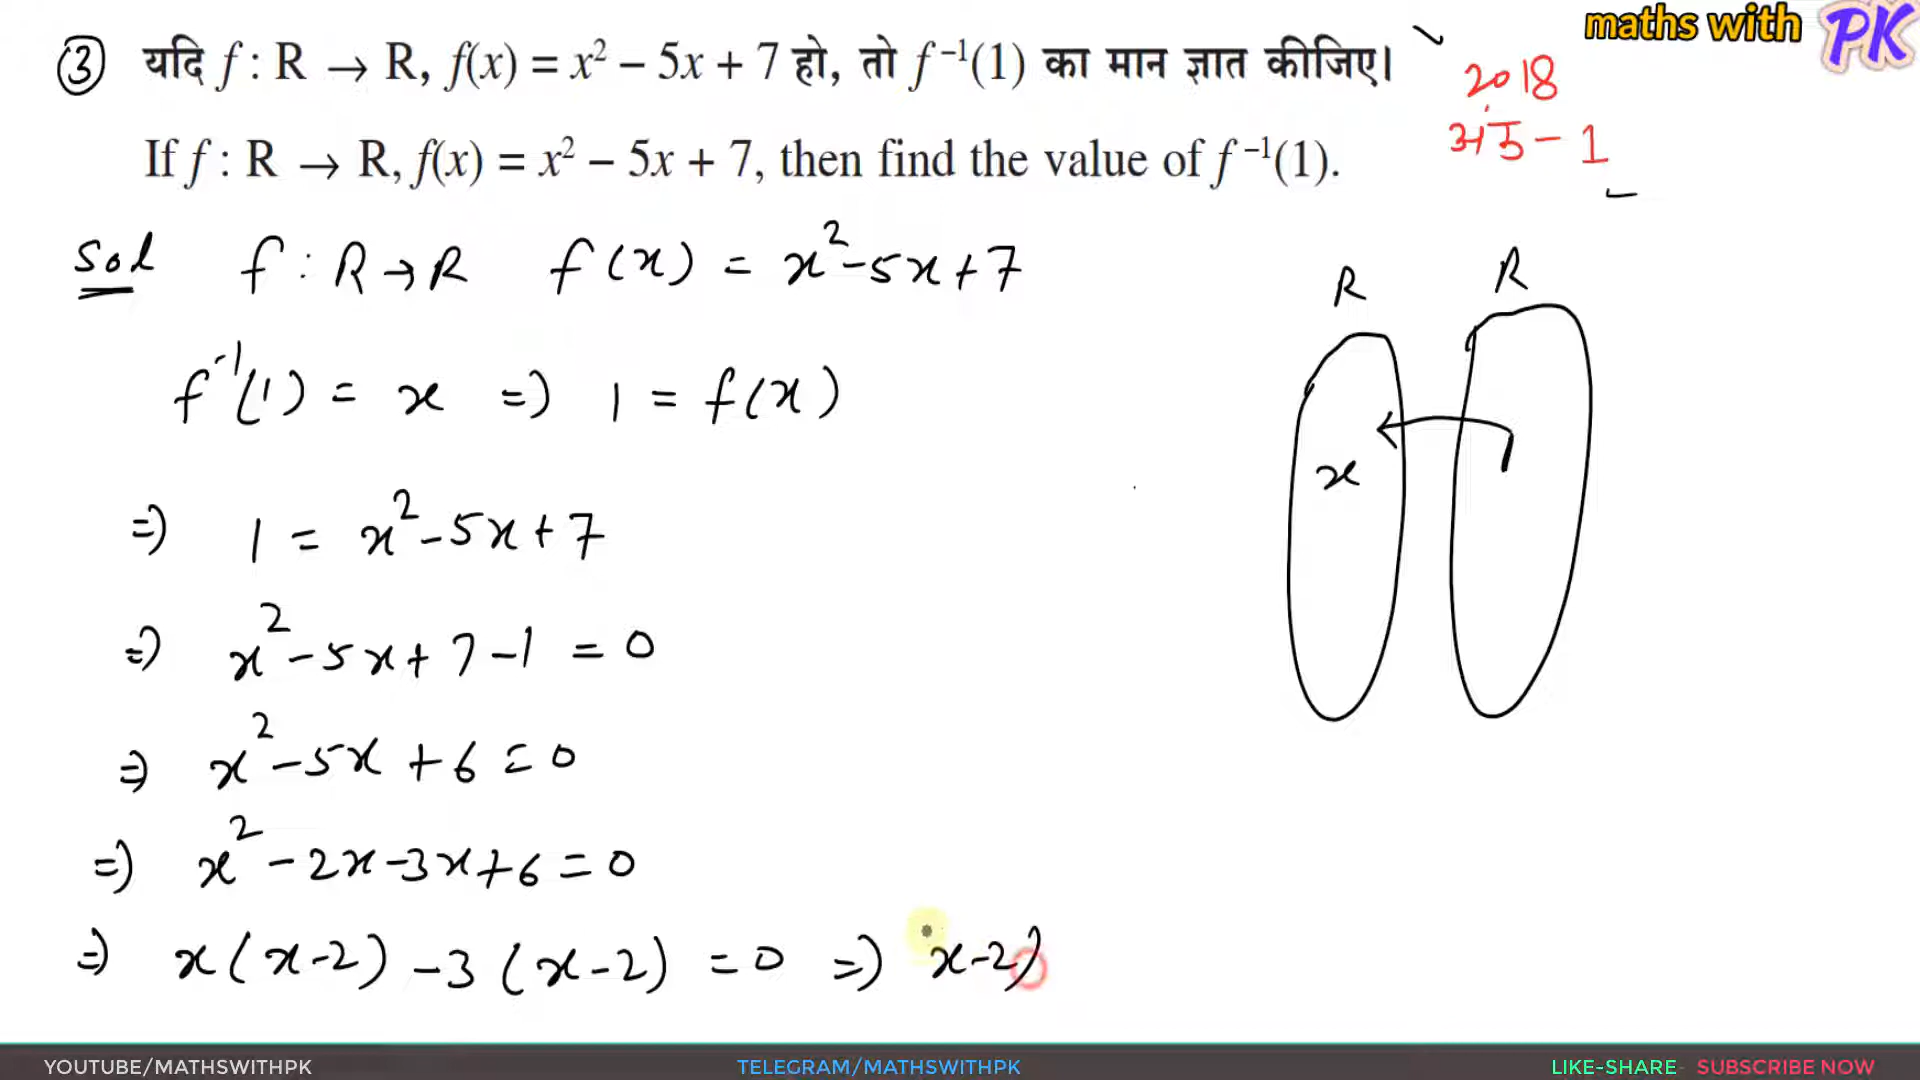 maths with PK
③ यदि f : R → R, f(x) = x² – 5x + 7 हो, तो f⁻¹(1) का मान ज्ञात कीजिए।
2018
अंक – 1
If f : R → R, f(x) = x² – 5x + 7, then find the value of f⁻¹(1).
Sol f : R → R f(x) = x² – 5x + 7
R R
f⁻¹(1) = x ⇒ 1 = f(x)
x 1
⇒ 1 = x² – 5x + 7
⇒ x² – 5x + 7 – 1 = 0
⇒ x² – 5x + 6 = 0
⇒ x² – 2x – 3x + 6 = 0
⇒ x(x – 2) – 3(x – 2) = 0 ⇒ x – 2)
YOUTUBE/MATHSWITHPK TELEGRAM/MATHSWITHPK LIKE-SHARE- SUBSCRIBE NOW